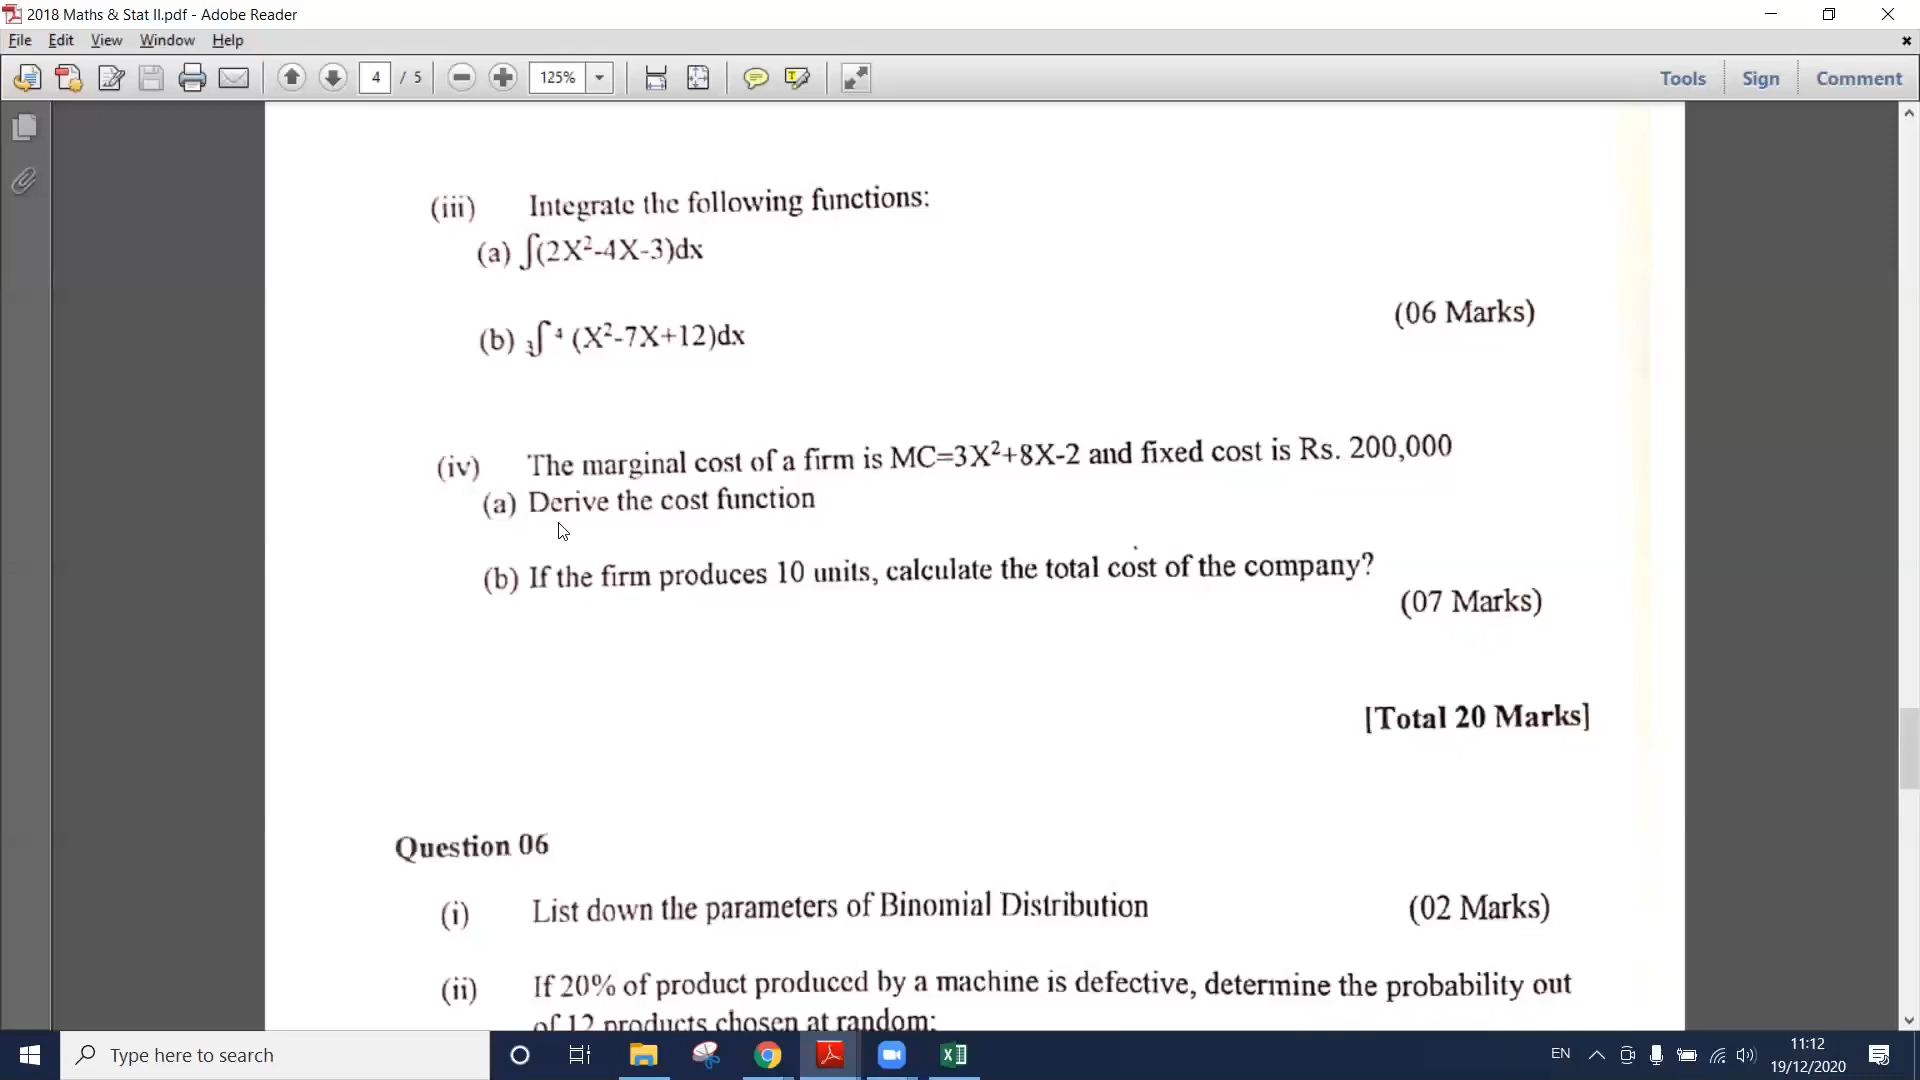 2018 Maths & Stat II.pdf - Adobe Reader
File Edit View Window Help
4 / 5 125% Tools Sign Comment
(iii) Integrate the following functions:
(a) ∫(2X²-4X-3)dx
(06 Marks)
(b) ₃∫⁴ (X²-7X+12)dx
(iv) The marginal cost of a firm is MC=3X²+8X-2 and fixed cost is Rs. 200,000
(a) Derive the cost function
(b) If the firm produces 10 units, calculate the total cost of the company?
(07 Marks)
[Total 20 Marks]
Question 06
(i) List down the parameters of Binomial Distribution (02 Marks)
(ii) If 20% of product produced by a machine is defective, determine the probability out
of 12 products chosen at random:
Type here to search
EN 11:12
19/12/2020